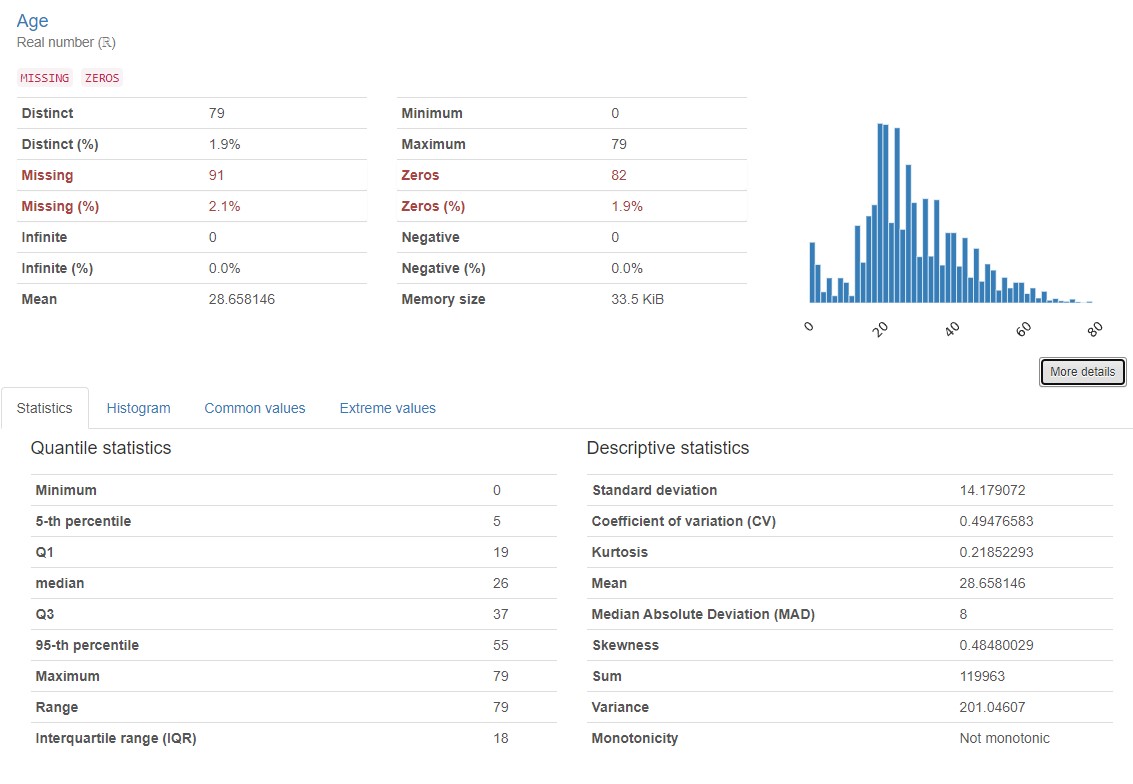 Age
Real number (ℝ)
MISSING ZEROS
Distinct 79
Distinct (%) 1.9%
Missing 91
Missing (%) 2.1%
Infinite 0
Infinite (%) 0.0%
Mean 28.658146
Minimum 0
Maximum 79
Zeros 82
Zeros (%) 1.9%
Negative 0
Negative (%) 0.0%
Memory size 33.5 KiB
0 20 40 60 80
More details
Statistics Histogram Common values Extreme values
Quantile statistics
Minimum 0
5-th percentile 5
Q1 19
median 26
Q3 37
95-th percentile 55
Maximum 79
Range 79
Interquartile range (IQR) 18
Descriptive statistics
Standard deviation 14.179072
Coefficient of variation (CV) 0.49476583
Kurtosis 0.21852293
Mean 28.658146
Median Absolute Deviation (MAD) 8
Skewness 0.48480029
Sum 119963
Variance 201.04607
Monotonicity Not monotonic